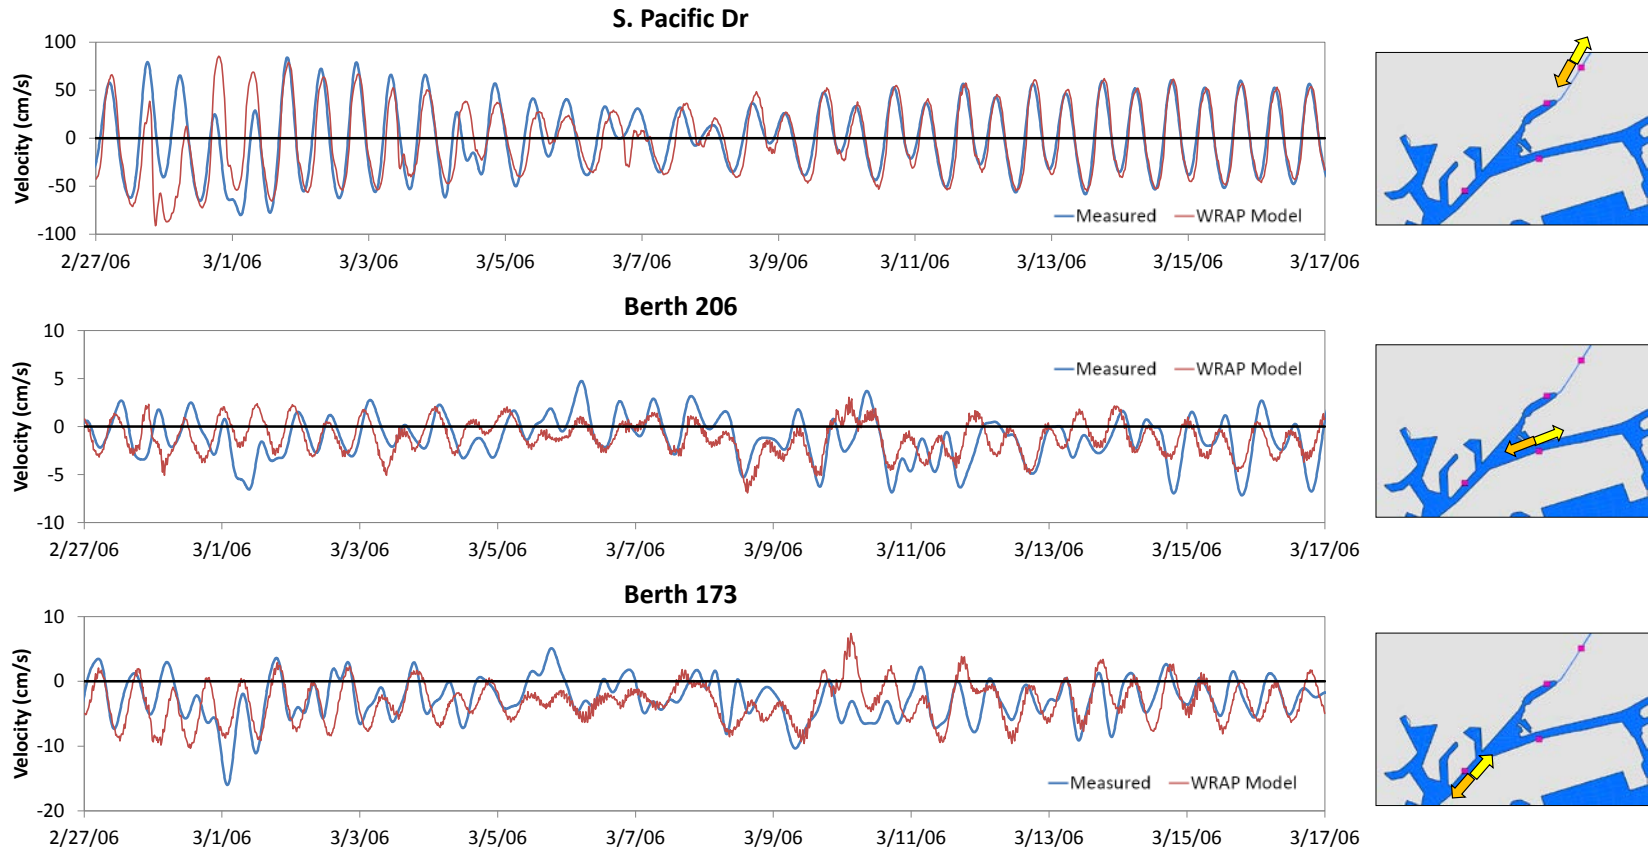 S. Pacific Dr
Velocity (cm/s)
100
50
0
-50
-100
Measured WRAP Model
2/27/06 3/1/06 3/3/06 3/5/06 3/7/06 3/9/06 3/11/06 3/13/06 3/15/06 3/17/06
Berth 206
Velocity (cm/s)
10
5
0
-5
-10
Measured WRAP Model
2/27/06 3/1/06 3/3/06 3/5/06 3/7/06 3/9/06 3/11/06 3/13/06 3/15/06 3/17/06
Berth 173
Velocity (cm/s)
10
0
-10
-20
Measured WRAP Model
2/27/06 3/1/06 3/3/06 3/5/06 3/7/06 3/9/06 3/11/06 3/13/06 3/15/06 3/17/06